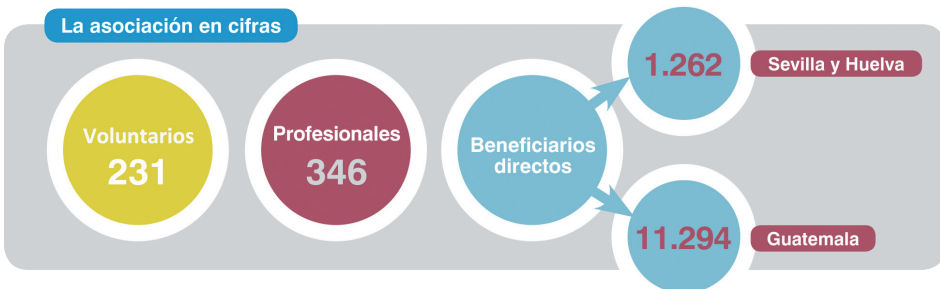 La asociación en cifras
Voluntarios
231
Profesionales
346
Beneficiarios
directos
1.262
Sevilla y Huelva
11.294
Guatemala